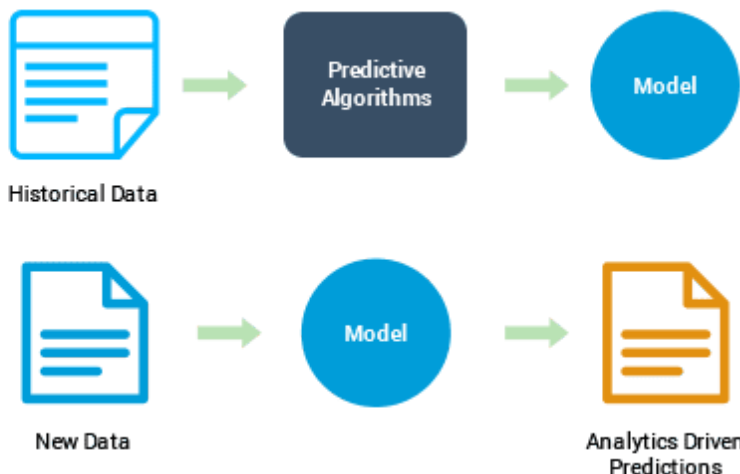 Predictive
Algorithms
Model
Historical Data
Model
New Data
Analytics Driven
Predictions